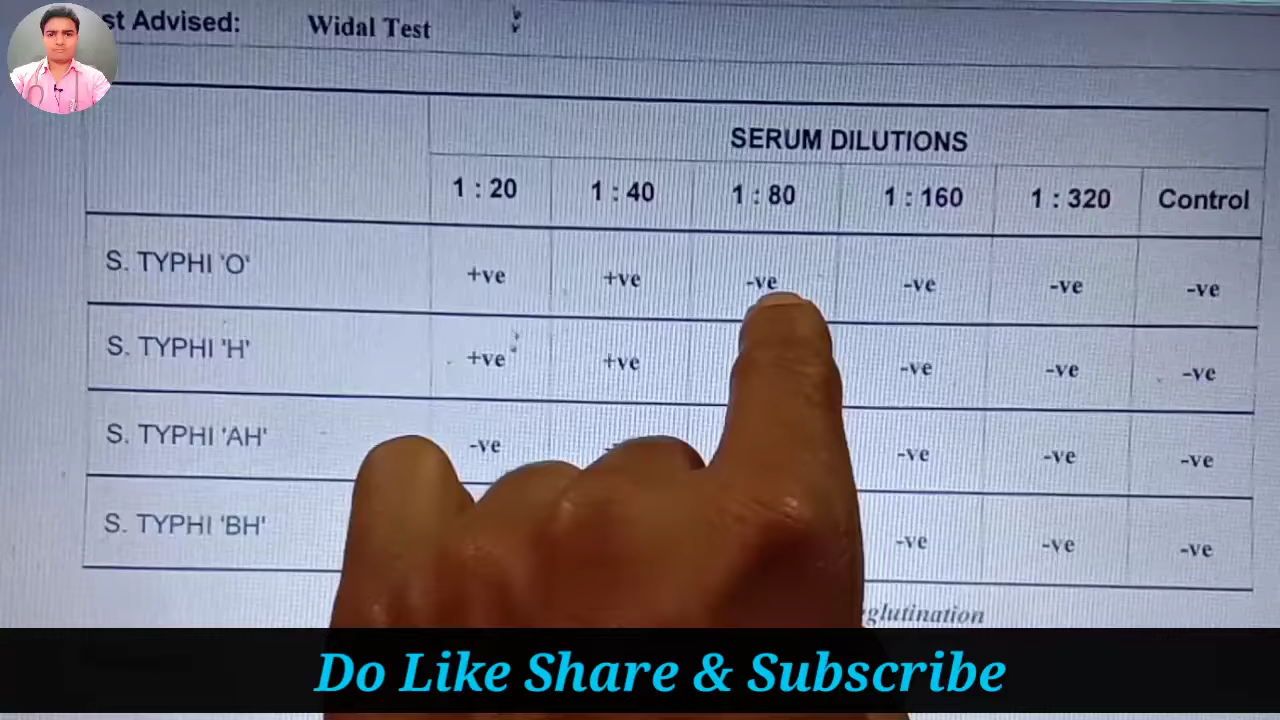 st Advised: Widal Test :
SERUM DILUTIONS
1 : 20 1 : 40 1 : 80 1 : 160 1 : 320 Control
S. TYPHI 'O' +ve +ve -ve -ve -ve -ve
S. TYPHI 'H' +ve +ve -ve -ve -ve
S. TYPHI 'AH' -ve -ve -ve -ve
S. TYPHI 'BH' -ve -ve -ve
glutination
Do Like Share & Subscribe